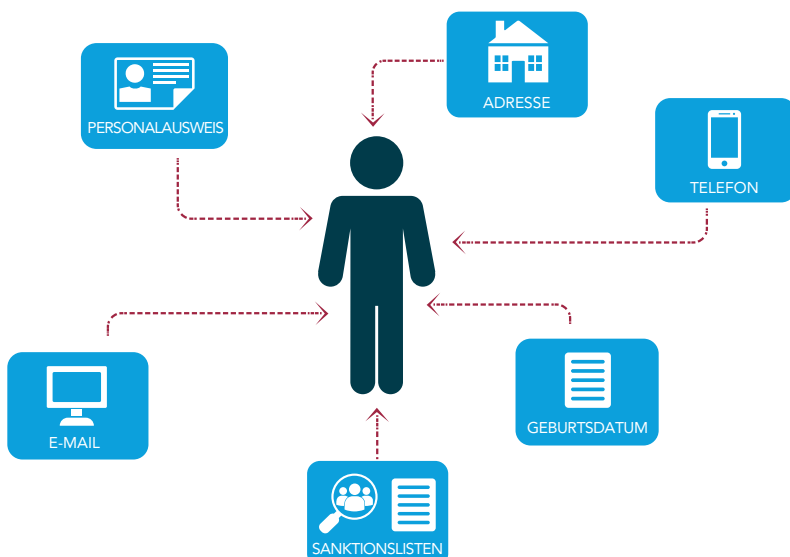 ADRESSE
PERSONALAUSWEIS
TELEFON
GEBURTSDATUM
E-MAIL
SANKTIONSLISTEN